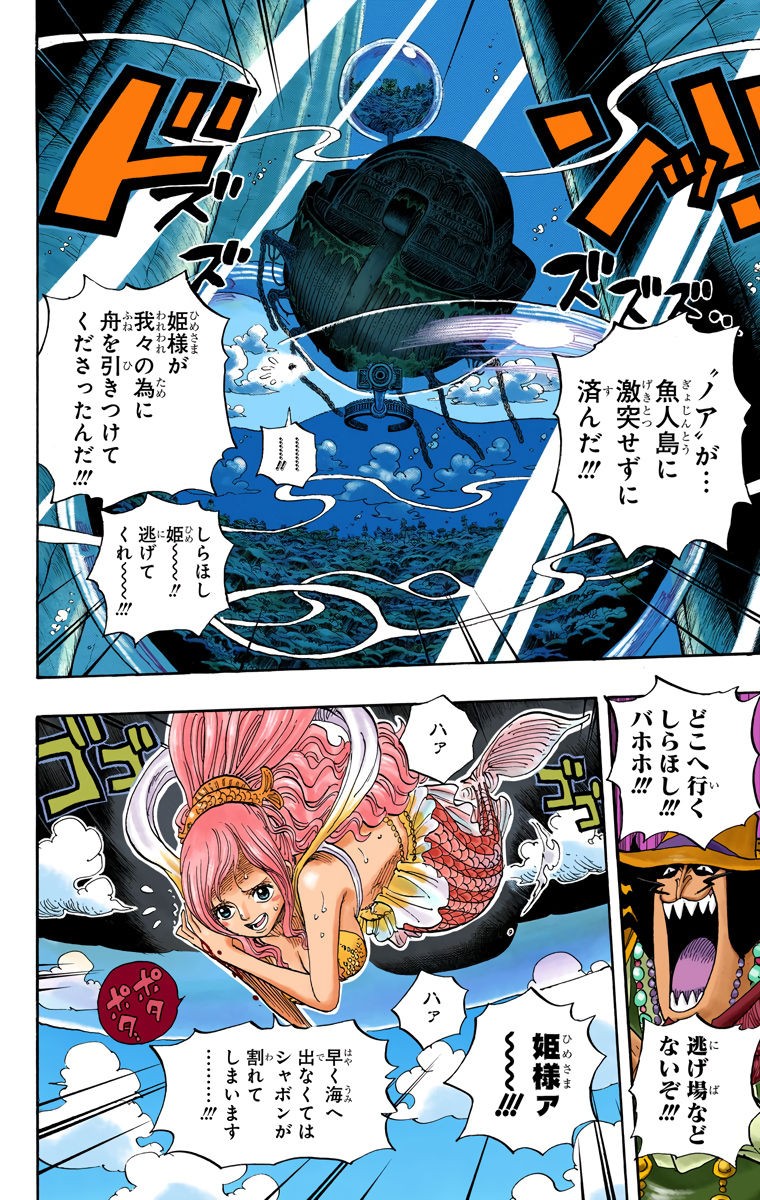 ドン!!
ズズ
ズズズ…
〝ノア〟が…
魚人島に
激突せずに
済んだ!!!
姫様が
我々の為に
舟を引きつけて
くださったんだ!!!
…………!!
しらほし
姫〜〜!!
逃げて
くれ〜〜〜!!!
どこへ行く
しらほし!!!
バホホ!!!
逃げ場など
ないぞ!!!
ハァ
ゴゴゴ
ハァ
姫様ァ
〜〜〜!!!
早く海へ
出なくては
シャボンが
割れて
しまいます
………!!!
ポタ
ポタ